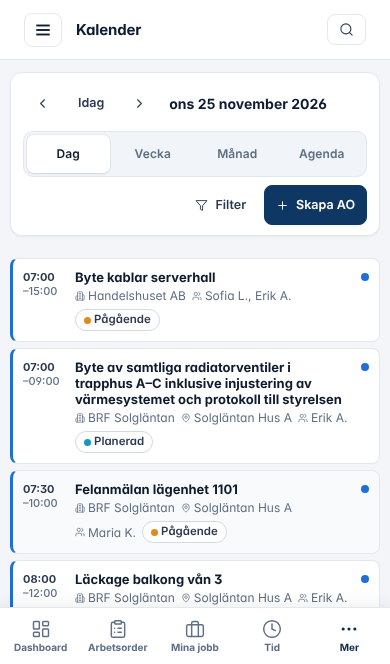 Kalender
Idag
ons 25 november 2026
Dag
Vecka
Månad
Agenda
Filter
+ Skapa AO
07:00
–15:00
Byte kablar serverhall
Handelshuset AB Sofia L., Erik A.
Pågående
07:00
–09:00
Byte av samtliga radiatorventiler i
trapphus A–C inklusive injustering av
värmesystemet och protokoll till styrelsen
BRF Solgläntan Solgläntan Hus A Erik A.
Planerad
07:30
–10:00
Felanmälan lägenhet 1101
BRF Solgläntan Solgläntan Hus A
Maria K. Pågående
08:00
–12:00
Läckage balkong vån 3
BRF Solgläntan Solgläntan Hus A Erik A.
Dashboard
Arbetsorder
Mina jobb
Tid
Mer